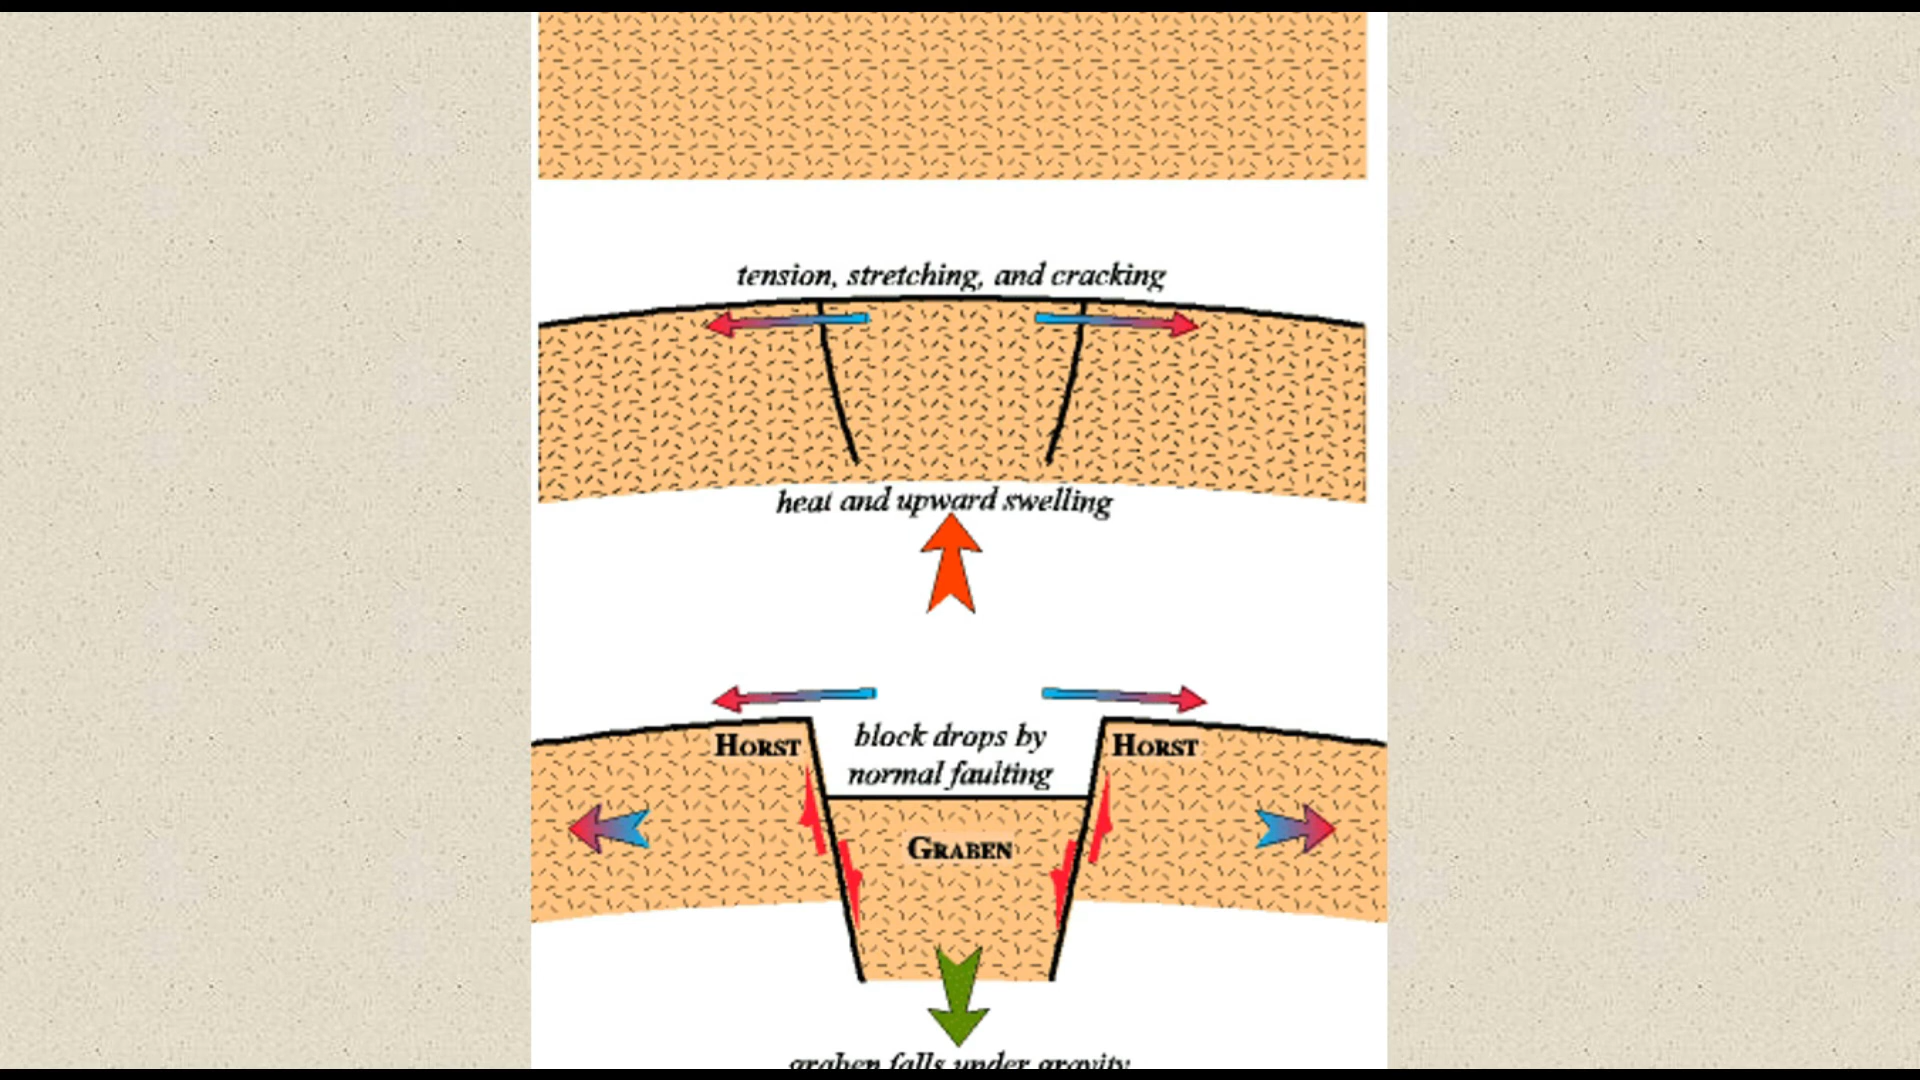 tension, stretching, and cracking
heat and upward swelling
block drops by
normal faulting
HORST
HORST
GRABEN
graben falls under gravity